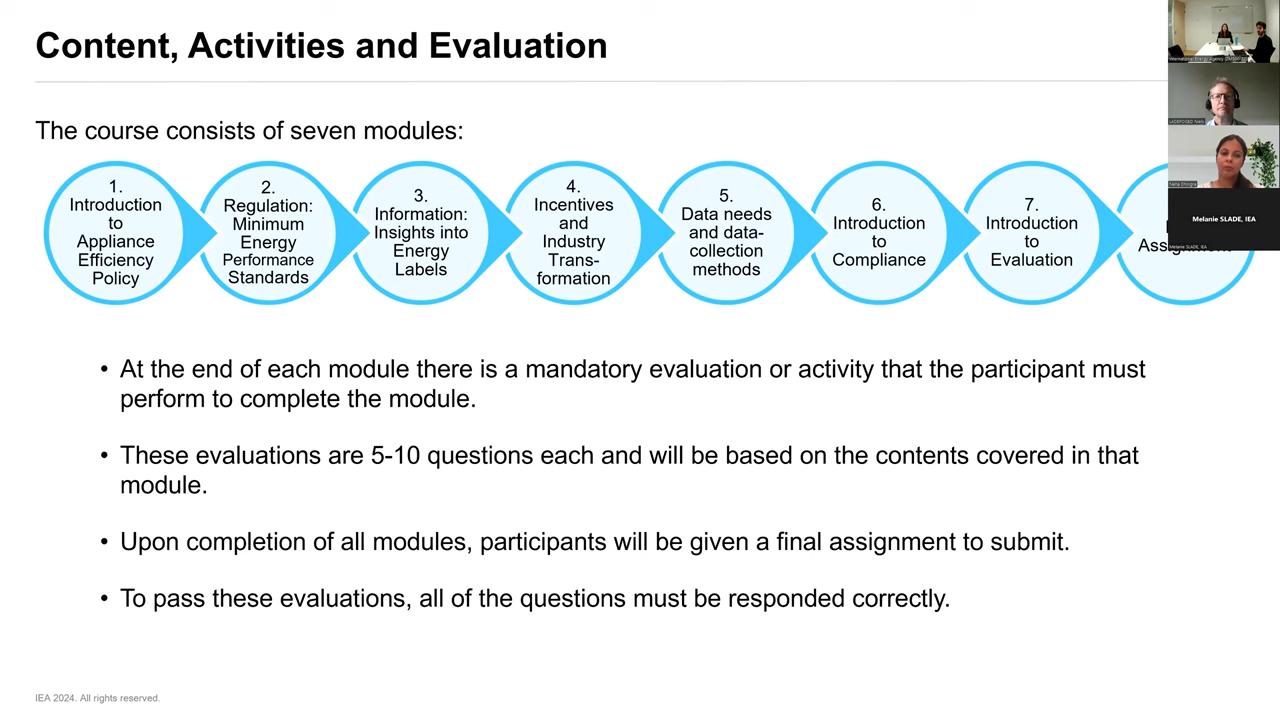 Content, Activities and Evaluation
The course consists of seven modules:
1.
Introduction
to
Appliance
Efficiency
Policy
2.
Regulation:
Minimum
Energy
Performance
Standards
3.
Information:
Insights into
Energy
Labels
4.
Incentives
and
Industry
Trans-
formation
5.
Data needs
and data-
collection
methods
6.
Introduction
to
Compliance
7.
Introduction
to
Evaluation
• At the end of each module there is a mandatory evaluation or activity that the participant must
perform to complete the module.
• These evaluations are 5-10 questions each and will be based on the contents covered in that
module.
• Upon completion of all modules, participants will be given a final assignment to submit.
• To pass these evaluations, all of the questions must be responded correctly.
IEA 2024. All rights reserved.
International Energy Agency
Melanie SLADE, IEA
Melanie SLADE, IEA